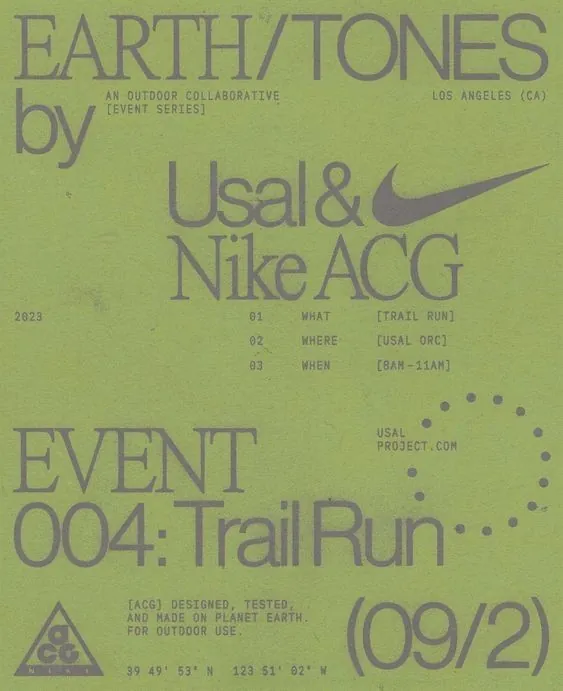 EARTH/TONES
by
AN OUTDOOR COLLABORATIVE
[EVENT SERIES]
LOS ANGELES (CA)
Usal &
Nike ACG
2023
01 WHAT [TRAIL RUN]
02 WHERE [USAL ORC]
03 WHEN [8AM-11AM]
USAL
PROJECT.COM
EVENT
004: Trail Run
[ACG] DESIGNED, TESTED,
AND MADE ON PLANET EARTH.
FOR OUTDOOR USE.
(09/2)
acg
NIKE
39 49' 53" N 123 51' 02" W